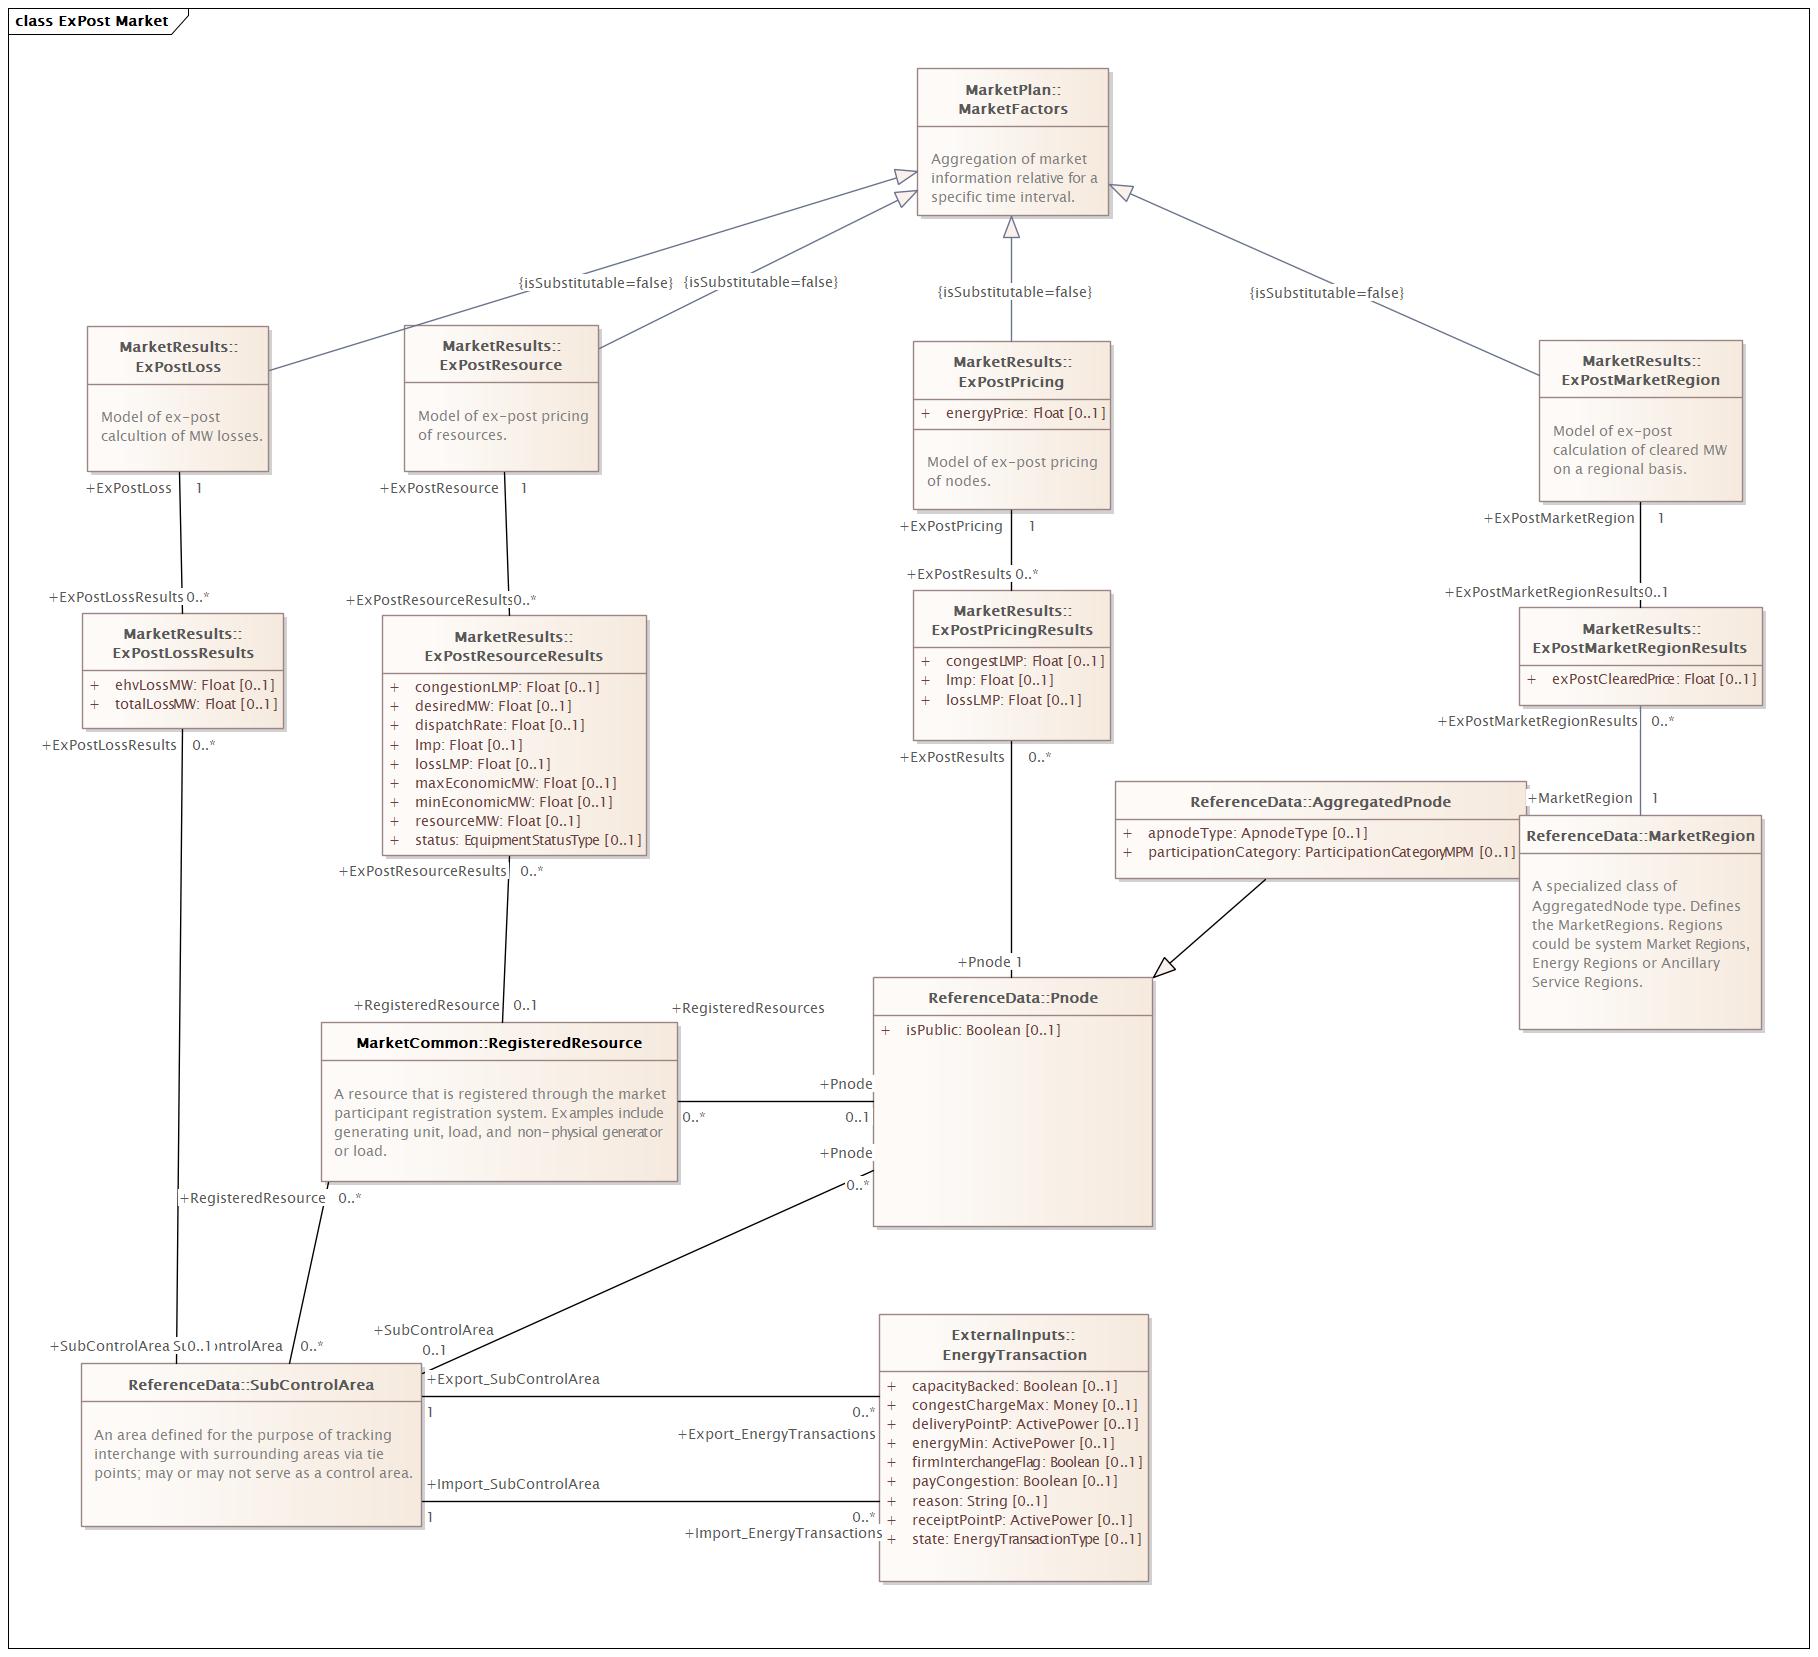 class ExPost Market
MarketPlan::
MarketFactors
Aggregation of market
information relative for a
specific time interval.
{isSubstitutable=false}
{isSubstitutable=false}
{isSubstitutable=false}
{isSubstitutable=false}
MarketResults::
ExPostLoss
Model of ex-post
calcultion of MW losses.
+ExPostLoss 1
MarketResults::
ExPostResource
Model of ex-post pricing
of resources.
+ExPostResource 1
MarketResults::
ExPostPricing
+ energyPrice: Float [0..1]
Model of ex-post pricing
of nodes.
+ExPostPricing 1
MarketResults::
ExPostMarketRegion
Model of ex-post
calculation of cleared MW
on a regional basis.
+ExPostMarketRegion 1
+ExPostLossResults 0..*
MarketResults::
ExPostLossResults
+ ehvLossMW: Float [0..1]
+ totalLossMW: Float [0..1]
+ExPostLossResults 0..*
+ExPostResourceResults 0..*
MarketResults::
ExPostResourceResults
+ congestionLMP: Float [0..1]
+ desiredMW: Float [0..1]
+ dispatchRate: Float [0..1]
+ lmp: Float [0..1]
+ lossLMP: Float [0..1]
+ maxEconomicMW: Float [0..1]
+ minEconomicMW: Float [0..1]
+ resourceMW: Float [0..1]
+ status: EquipmentStatusType [0..1]
+ExPostResourceResults 0..*
+ExPostResults 0..*
MarketResults::
ExPostPricingResults
+ congestLMP: Float [0..1]
+ lmp: Float [0..1]
+ lossLMP: Float [0..1]
+ExPostResults 0..*
+ExPostMarketRegionResults 0..1
MarketResults::
ExPostMarketRegionResults
+ exPostClearedPrice: Float [0..1]
+ExPostMarketRegionResults 0..*
ReferenceData::AggregatedPnode
+ apnodeType: ApnodeType [0..1]
+ participationCategory: ParticipationCategoryMPM [0..1]
+MarketRegion 1
ReferenceData::MarketRegion
A specialized class of
AggregatedNode type. Defines
the MarketRegions. Regions
could be system Market Regions,
Energy Regions or Ancillary
Service Regions.
+Pnode 1
ReferenceData::Pnode
+ isPublic: Boolean [0..1]
+RegisteredResource 0..1
+RegisteredResources
MarketCommon::RegisteredResource
A resource that is registered through the market
participant registration system. Examples include
generating unit, load, and non-physical generator
or load.
+Pnode
0..* 0..1
+Pnode
0..*
+RegisteredResource 0..*
+SubControlArea 0..1 ntrolArea 0..*
+SubControlArea
0..1
ReferenceData::SubControlArea
An area defined for the purpose of tracking
interchange with surrounding areas via tie
points; may or may not serve as a control area.
+Export_SubControlArea
1 0..*
+Export_EnergyTransactions
+Import_SubControlArea
1 0..*
+Import_EnergyTransactions
ExternalInputs::
EnergyTransaction
+ capacityBacked: Boolean [0..1]
+ congestChargeMax: Money [0..1]
+ deliveryPointP: ActivePower [0..1]
+ energyMin: ActivePower [0..1]
+ firmInterchangeFlag: Boolean [0..1]
+ payCongestion: Boolean [0..1]
+ reason: String [0..1]
+ receiptPointP: ActivePower [0..1]
+ state: EnergyTransactionType [0..1]